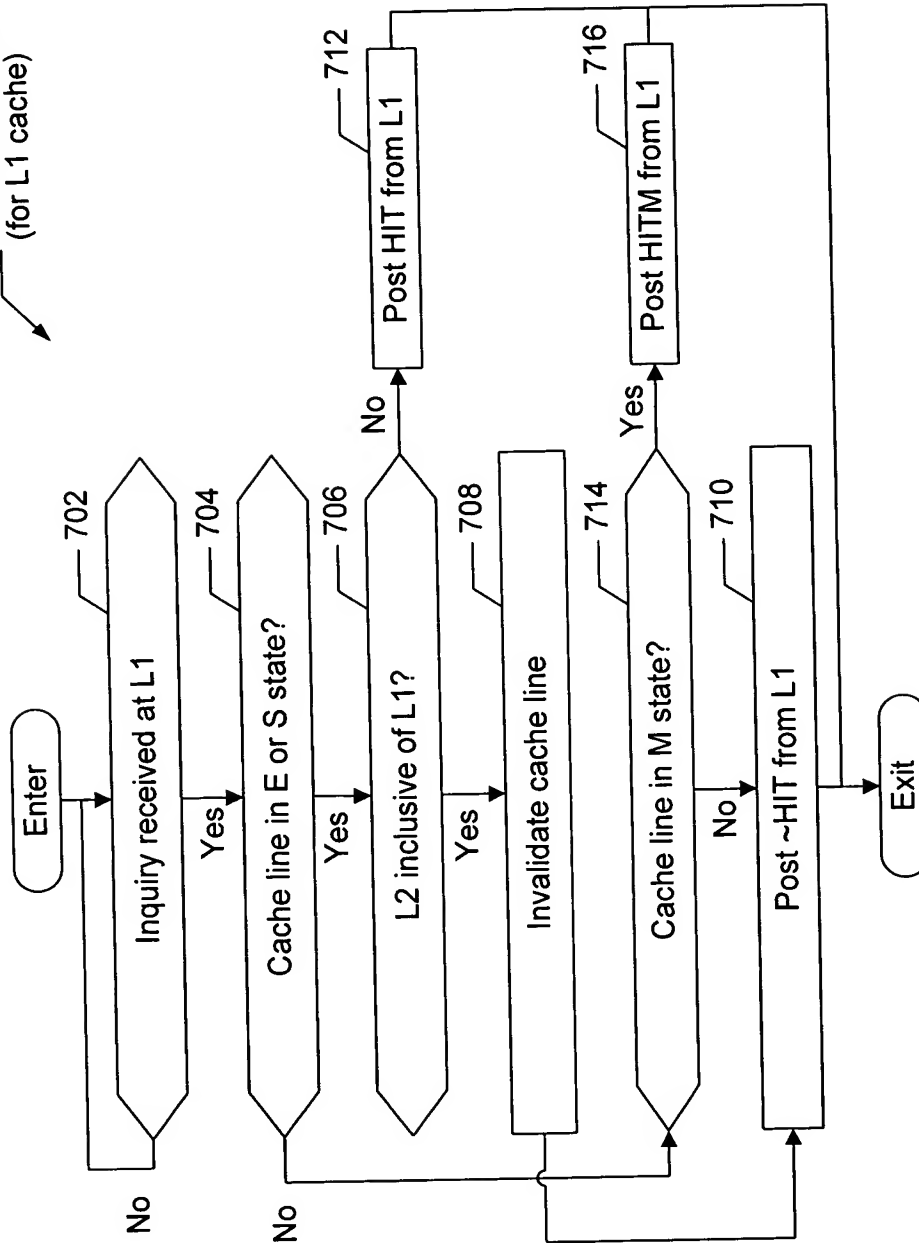 (for L1 cache)
Enter
702
Inquiry received at L1
No
Yes
704
Cache line in E or S state?
No
Yes
706
L2 inclusive of L1?
No
712
Post HIT from L1
Yes
708
Invalidate cache line
714
Cache line in M state?
Yes
716
Post HITM from L1
No
710
Post ~HIT from L1
Exit